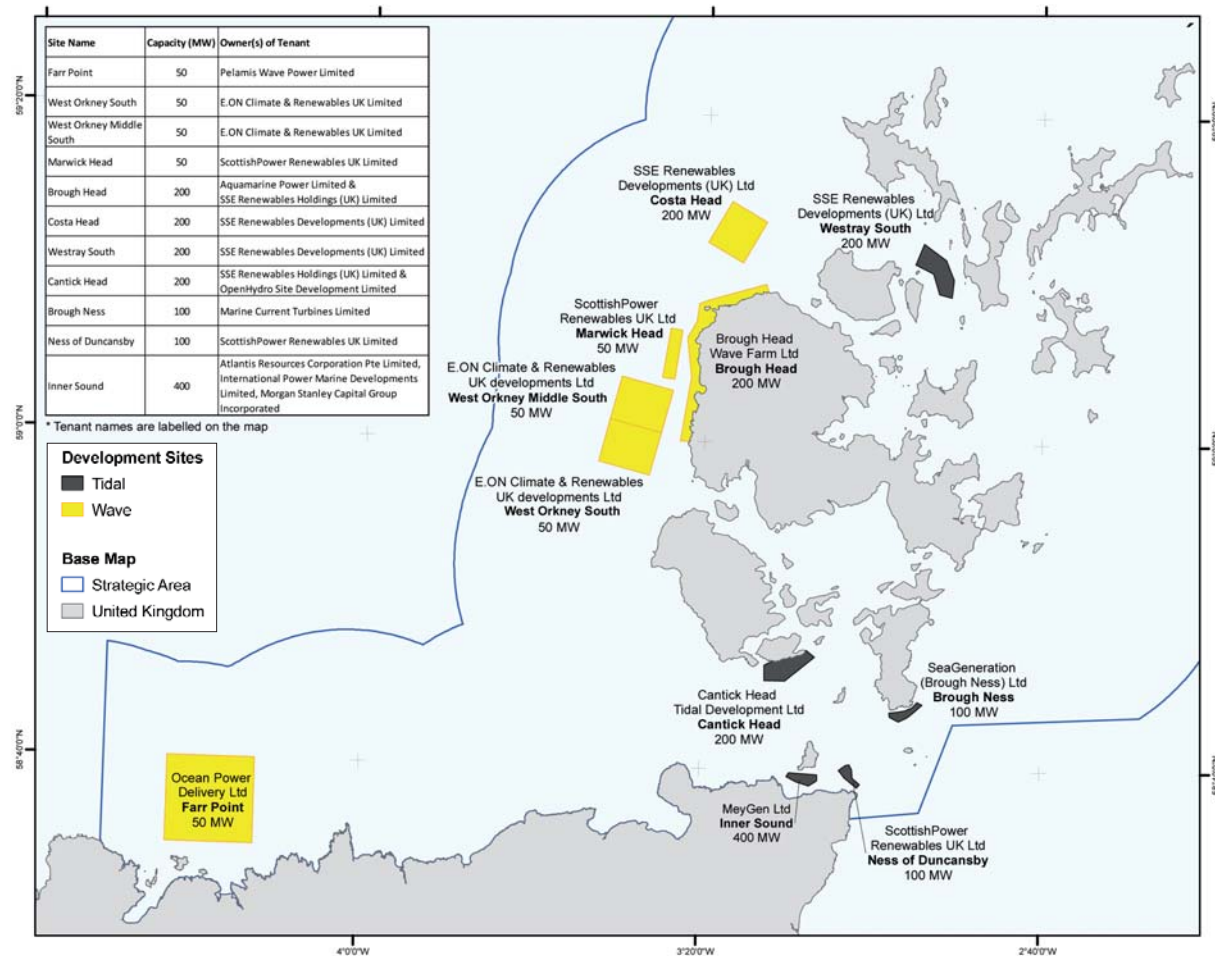 Site Name Capacity (MW) Owner(s) of Tenant
Farr Point 50 Pelamis Wave Power Limited
West Orkney South 50 E.ON Climate & Renewables UK Limited
West Orkney Middle
South 50 E.ON Climate & Renewables UK Limited
Marwick Head 50 ScottishPower Renewables UK Limited
Brough Head 200 Aquamarine Power Limited &
SSE Renewables Holdings (UK) Limited
Costa Head 200 SSE Renewables Developments (UK) Limited
Westray South 200 SSE Renewables Developments (UK) Limited
Cantick Head 200 SSE Renewables Holdings (UK) Limited &
OpenHydro Site Development Limited
Brough Ness 100 Marine Current Turbines Limited
Ness of Duncansby 100 ScottishPower Renewables UK Limited
Inner Sound 400 Atlantis Resources Corporation Pte Limited,
International Power Marine Developments
Limited, Morgan Stanley Capital Group
Incorporated
* Tenant names are labelled on the map
Development Sites
Tidal
Wave
Base Map
Strategic Area
United Kingdom
SSE Renewables
Developments (UK) Ltd
Costa Head
200 MW
SSE Renewables
Developments (UK) Ltd
Westray South
200 MW
ScottishPower
Renewables UK Ltd
Marwick Head
50 MW
Brough Head
Wave Farm Ltd
Brough Head
200 MW
E.ON Climate & Renewables
UK developments Ltd
West Orkney Middle South
50 MW
E.ON Climate & Renewables
UK developments Ltd
West Orkney South
50 MW
SeaGeneration
(Brough Ness) Ltd
Brough Ness
100 MW
Cantick Head
Tidal Development Ltd
Cantick Head
200 MW
Ocean Power
Delivery Ltd
Farr Point
50 MW
MeyGen Ltd
Inner Sound
400 MW
ScottishPower
Renewables UK Ltd
Ness of Duncansby
100 MW
59°20'0"N
59°0'0"N
58°40'0"N
4°0'0"W
3°20'0"W
2°40'0"W